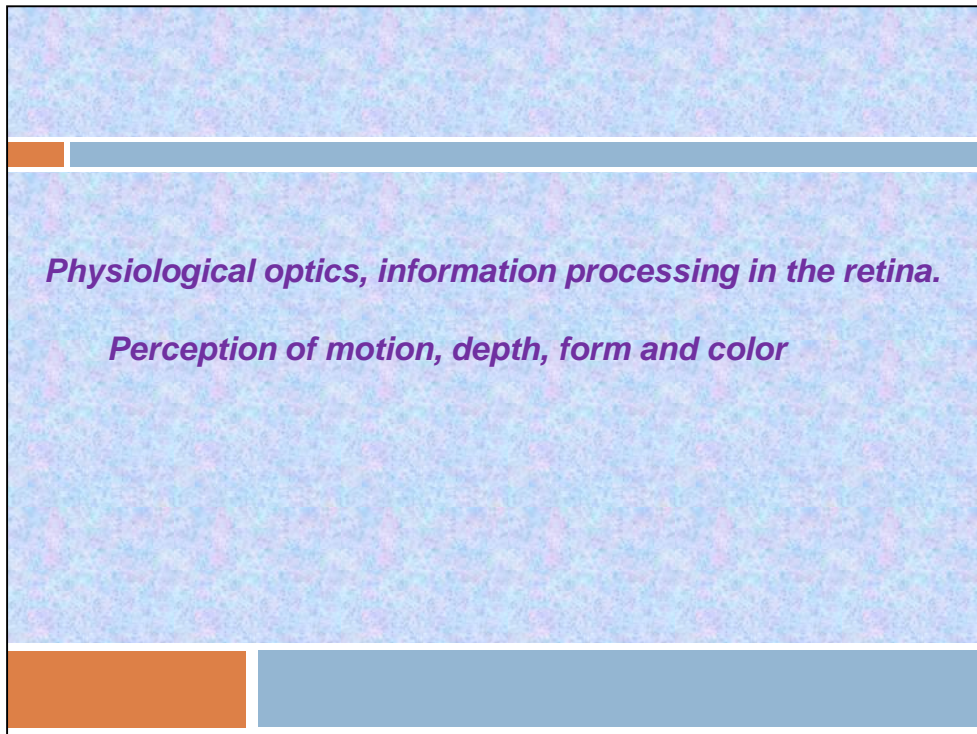 Physiological optics, information processing in the retina.
Perception of motion, depth, form and color